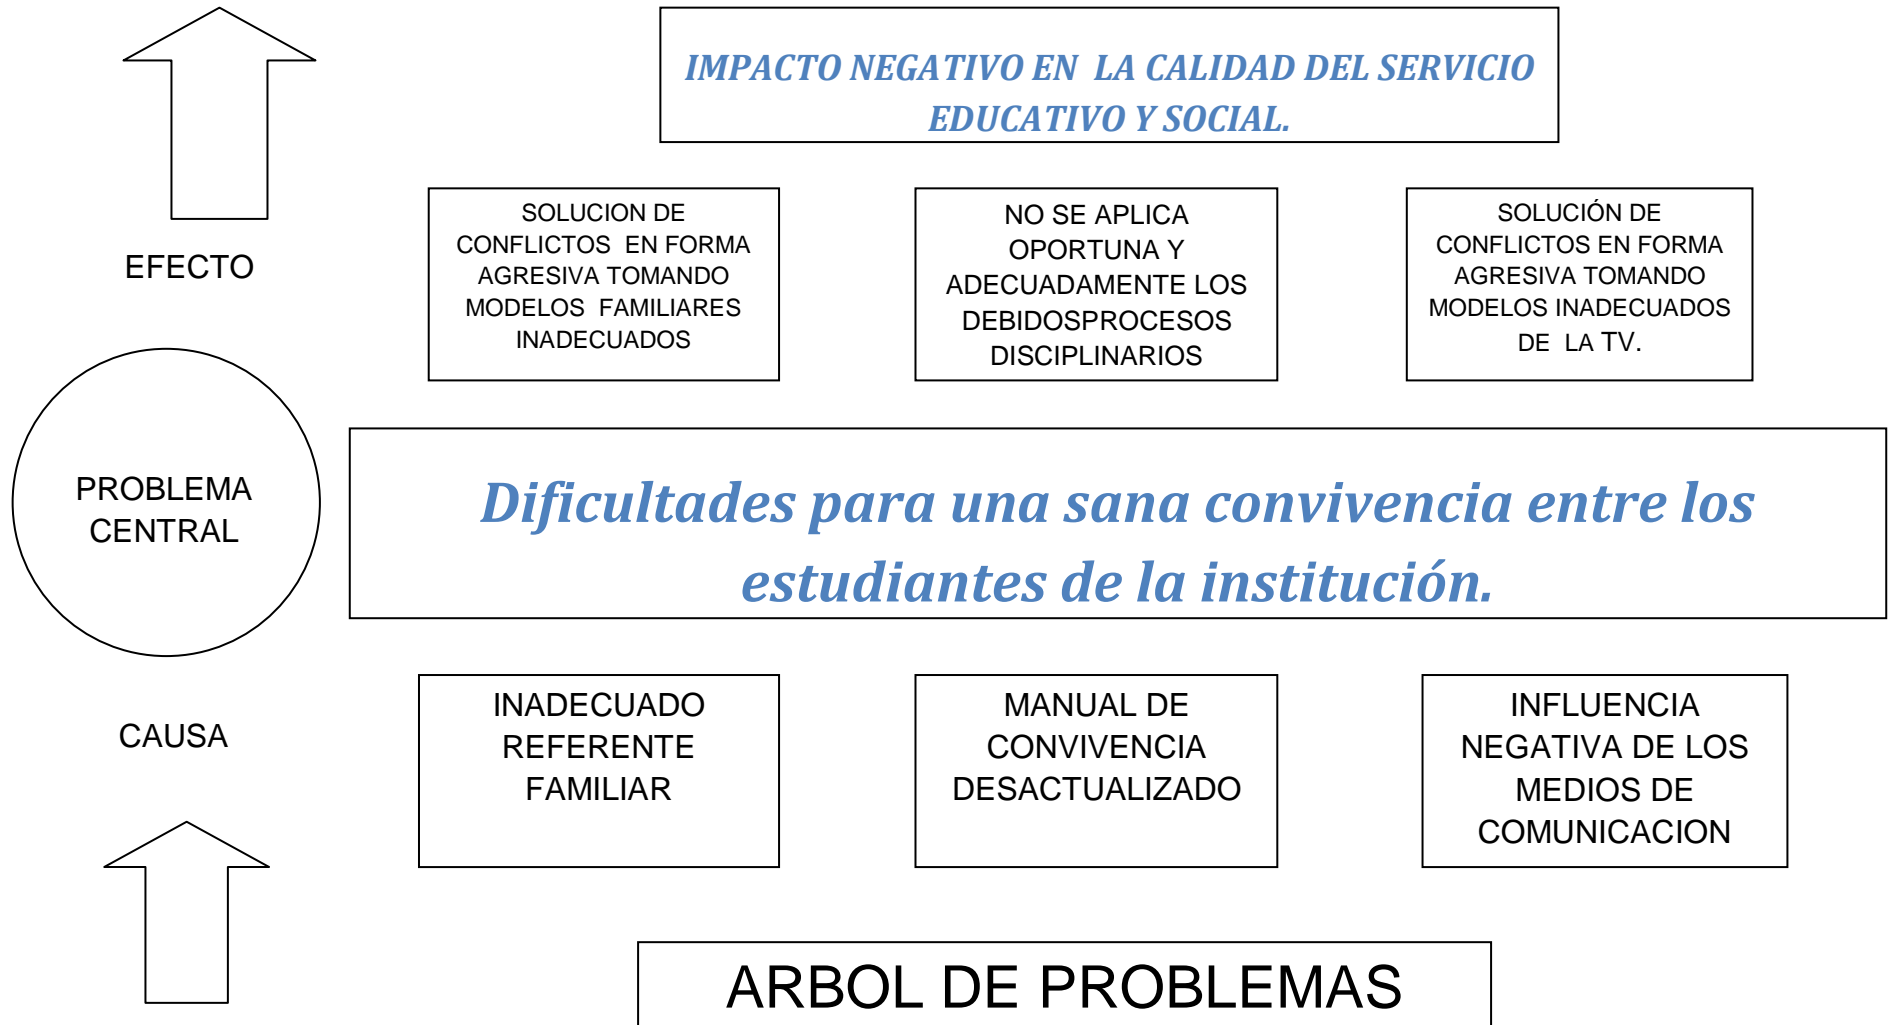 IMPACTO NEGATIVO EN LA CALIDAD DEL SERVICIO
EDUCATIVO Y SOCIAL.
EFECTO
SOLUCION DE
CONFLICTOS EN FORMA
AGRESIVA TOMANDO
MODELOS FAMILIARES
INADECUADOS
NO SE APLICA
OPORTUNA Y
ADECUADAMENTE LOS
DEBIDOSPROCESOS
DISCIPLINARIOS
SOLUCIÓN DE
CONFLICTOS EN FORMA
AGRESIVA TOMANDO
MODELOS INADECUADOS
DE LA TV.
PROBLEMA
CENTRAL
Dificultades para una sana convivencia entre los
estudiantes de la institución.
CAUSA
INADECUADO
REFERENTE
FAMILIAR
MANUAL DE
CONVIVENCIA
DESACTUALIZADO
INFLUENCIA
NEGATIVA DE LOS
MEDIOS DE
COMUNICACION
ARBOL DE PROBLEMAS